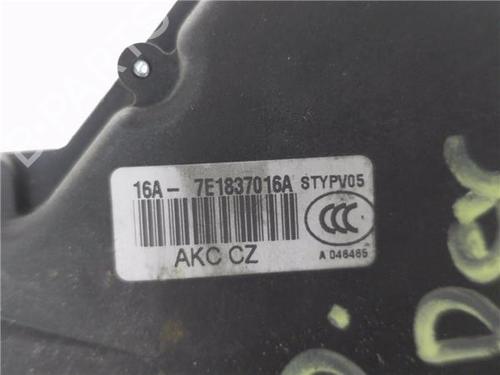 16A- 7E1837016A STYPV05
CCC
AKC CZ
A 046465